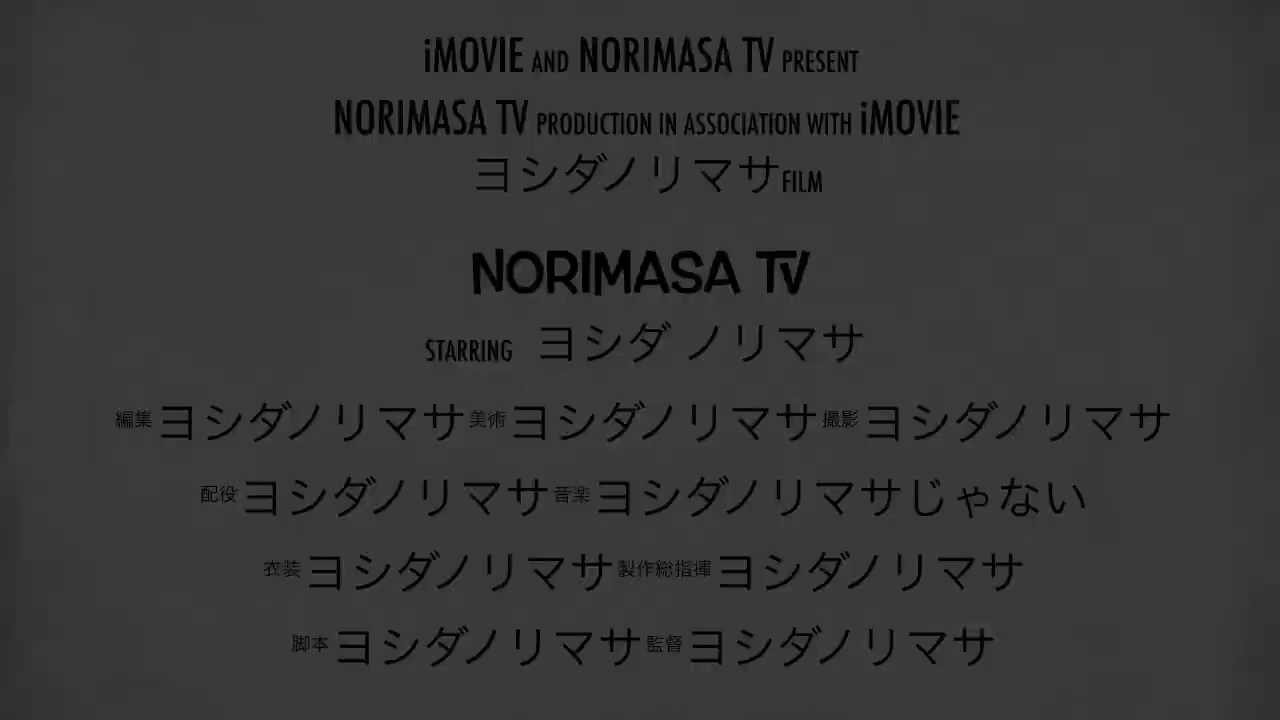 iMOVIE AND NORIMASA TV PRESENT
NORIMASA TV PRODUCTION IN ASSOCIATION WITH iMOVIE
ヨシダノリマサFILM
NORIMASA TV
STARRING ヨシダ ノリマサ
編集ヨシダノリマサ美術ヨシダノリマサ撮影ヨシダノリマサ
配役ヨシダノリマサ音楽ヨシダノリマサじゃない
衣装ヨシダノリマサ製作総指揮ヨシダノリマサ
脚本ヨシダノリマサ監督ヨシダノリマサ